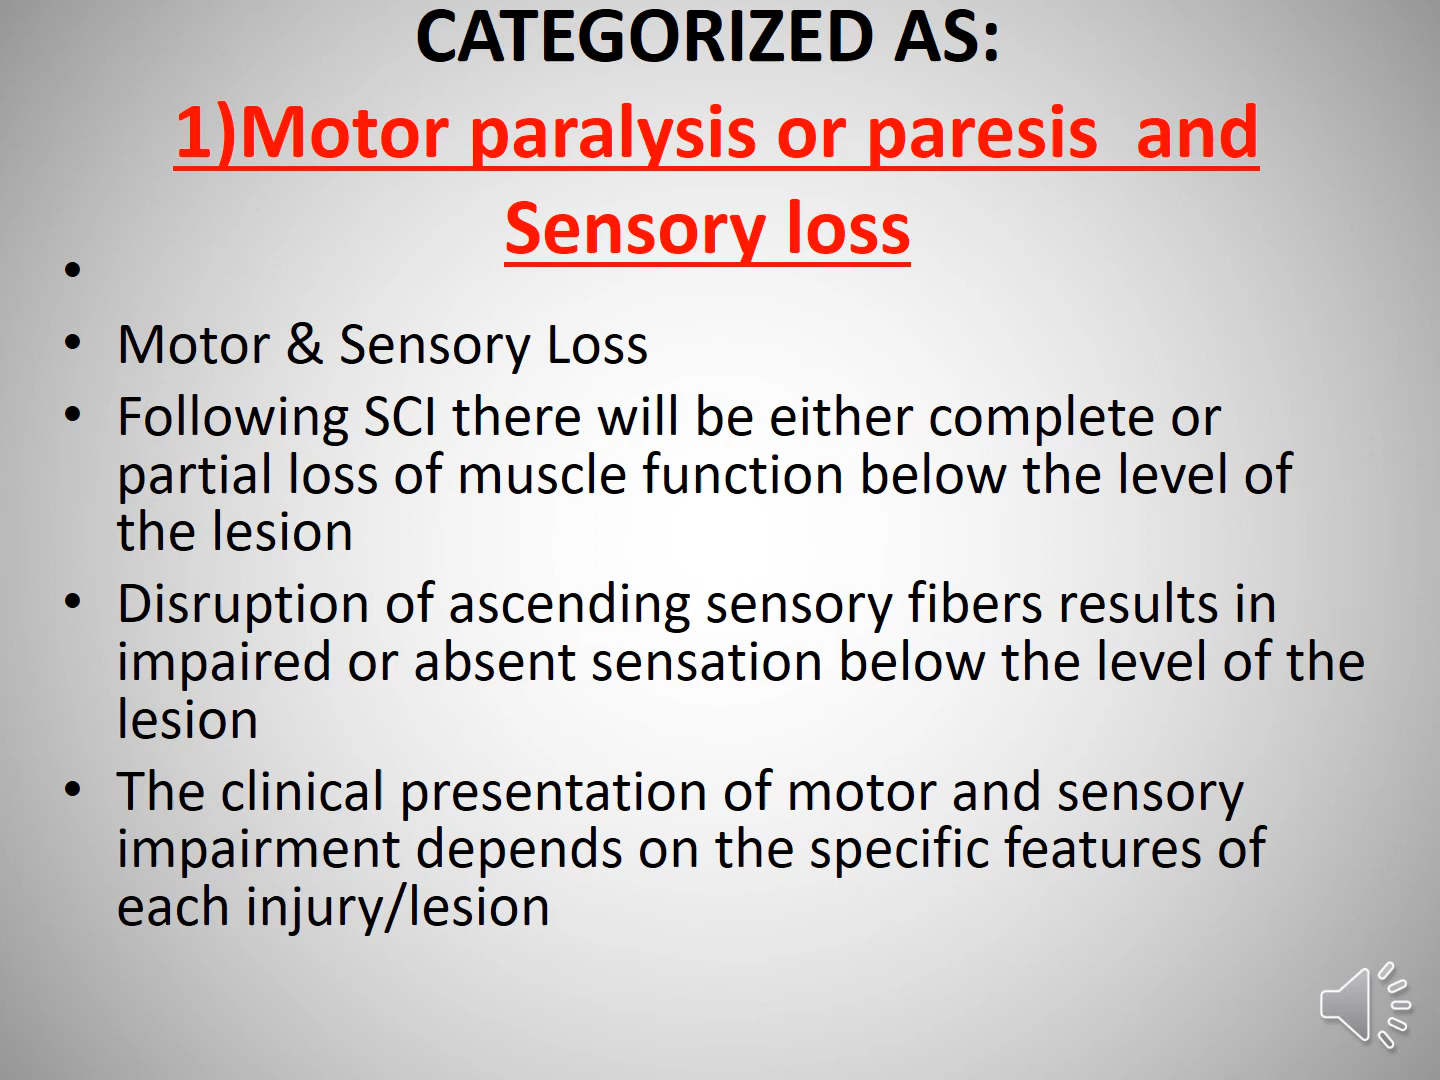 CATEGORIZED AS:
1)Motor paralysis or paresis  and
Sensory loss
•
• Motor & Sensory Loss
• Following SCI there will be either complete or
partial loss of muscle function below the level of
the lesion
• Disruption of ascending sensory fibers results in
impaired or absent sensation below the level of the
lesion
• The clinical presentation of motor and sensory
impairment depends on the specific features of
each injury/lesion